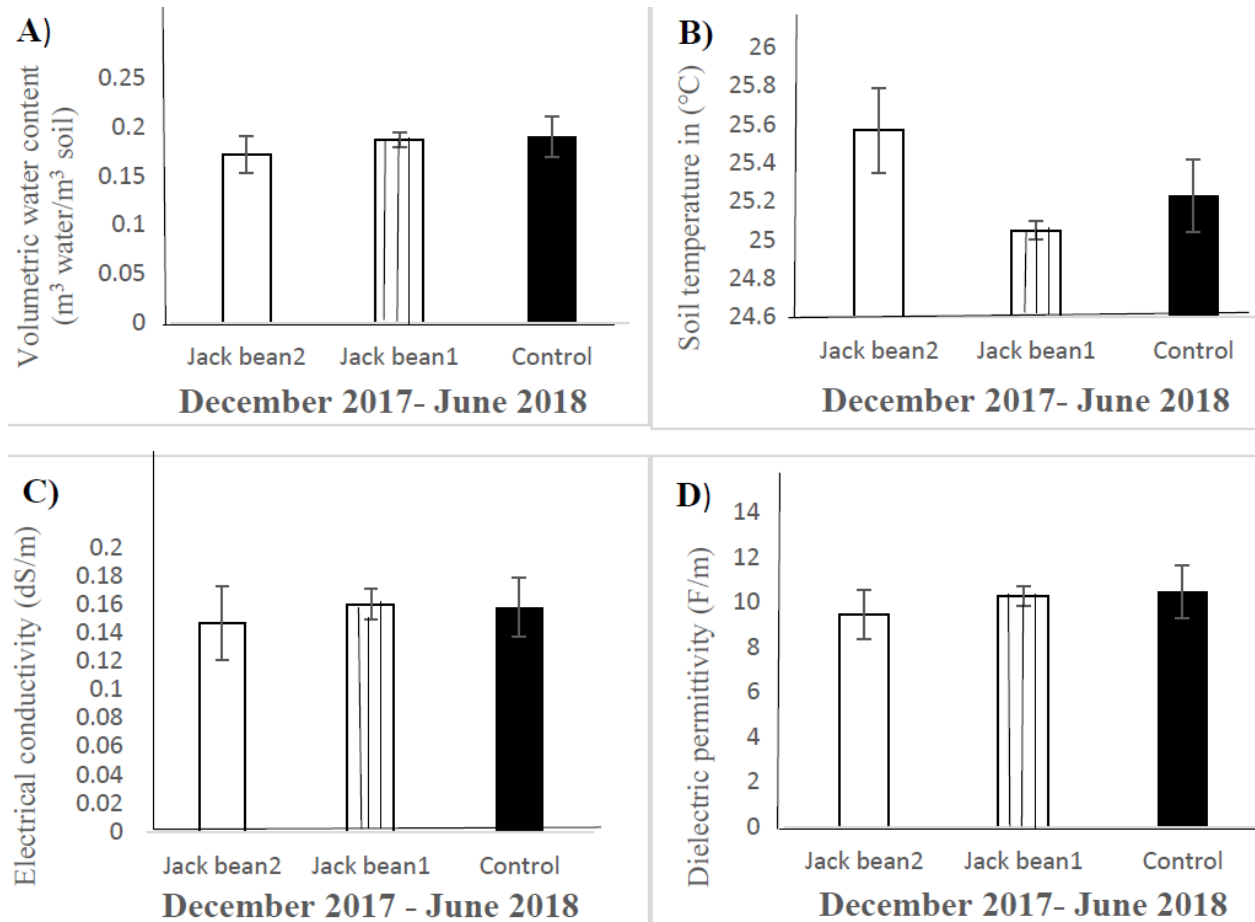 A)
Volumetric water content
(m³ water/m³ soil)
0.25
0.2
0.15
0.1
0.05
0
Jack bean2 Jack bean1 Control
December 2017- June 2018
B)
Soil temperature in (°C)
26
25.8
25.6
25.4
25.2
25
24.8
24.6
Jack bean2 Jack bean1 Control
December 2017- June 2018
C)
Electrical conductivity (dS/m)
0.2
0.18
0.16
0.14
0.12
0.1
0.08
0.06
0.04
0.02
0
Jack bean2 Jack bean1 Control
December 2017 - June 2018
D)
Dielectric permittivity (F/m)
14
12
10
8
6
4
2
0
Jack bean2 Jack bean1 Control
December 2017- June 2018